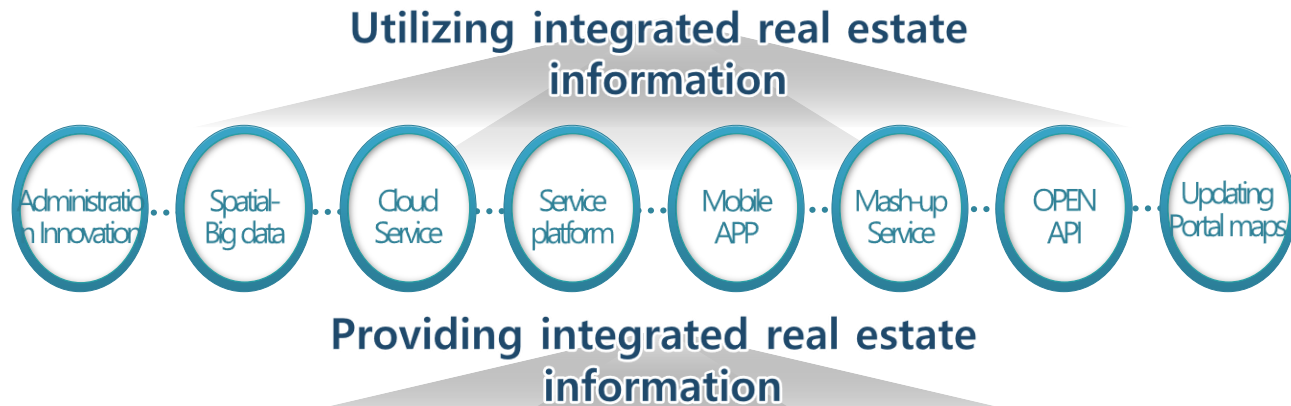 Utilizing integrated real estate
information
Administratio
n Innovation
Spatial-
Big data
Cloud
Service
Service
platform
Mobile
APP
Mash-up
Service
OPEN
API
Updating
Portal maps
Providing integrated real estate
information